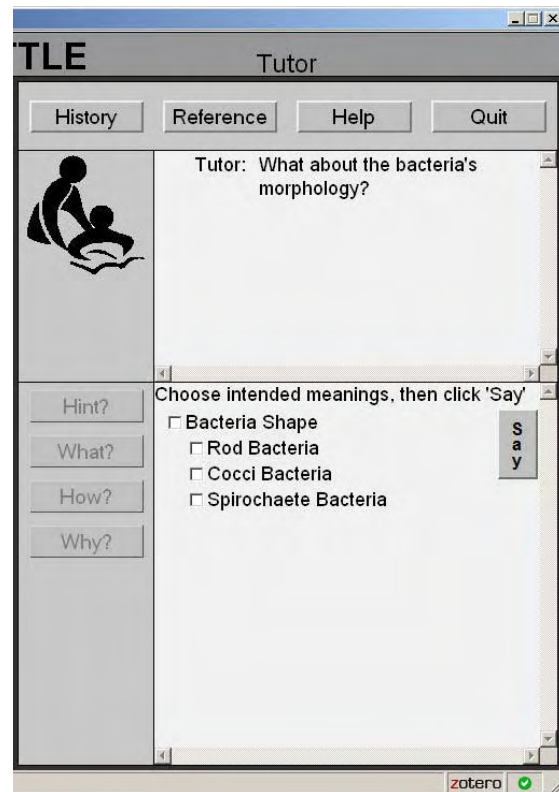 TLE
Tutor
History Reference Help Quit
Tutor: What about the bacteria's
morphology?
Hint?
What?
How?
Why?
Choose intended meanings, then click 'Say'
Bacteria Shape
Rod Bacteria
Cocci Bacteria
Spirochaete Bacteria
Say
zotero